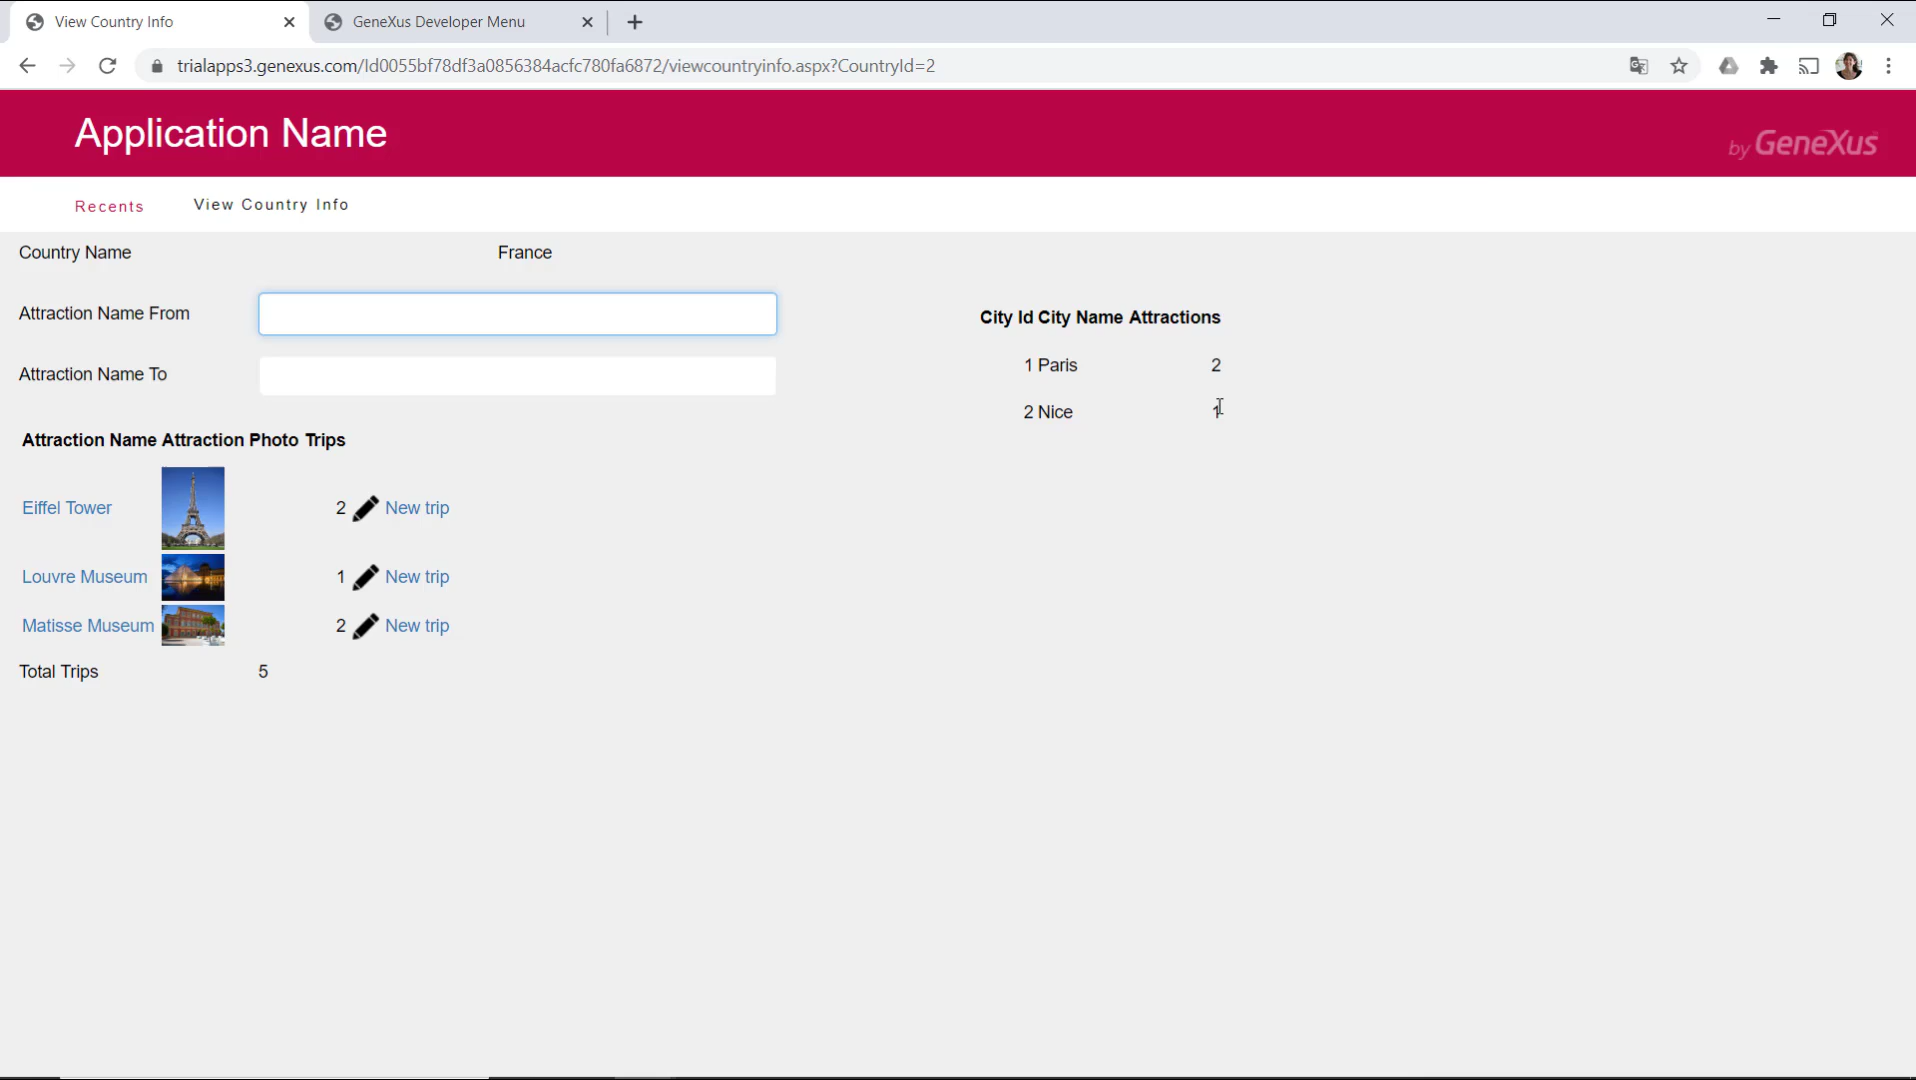 View Country Info
GeneXus Developer Menu
trialapps3.genexus.com/Id0055bf78df3a0856384acfc780fa6872/viewcountryinfo.aspx?CountryId=2
Application Name
by GeneXus
Recents View Country Info
Country Name France
Attraction Name From
Attraction Name To
Attraction Name Attraction Photo Trips
Eiffel Tower 2 New trip
Louvre Museum 1 New trip
Matisse Museum 2 New trip
Total Trips 5
City Id City Name Attractions
1 Paris 2
2 Nice 1